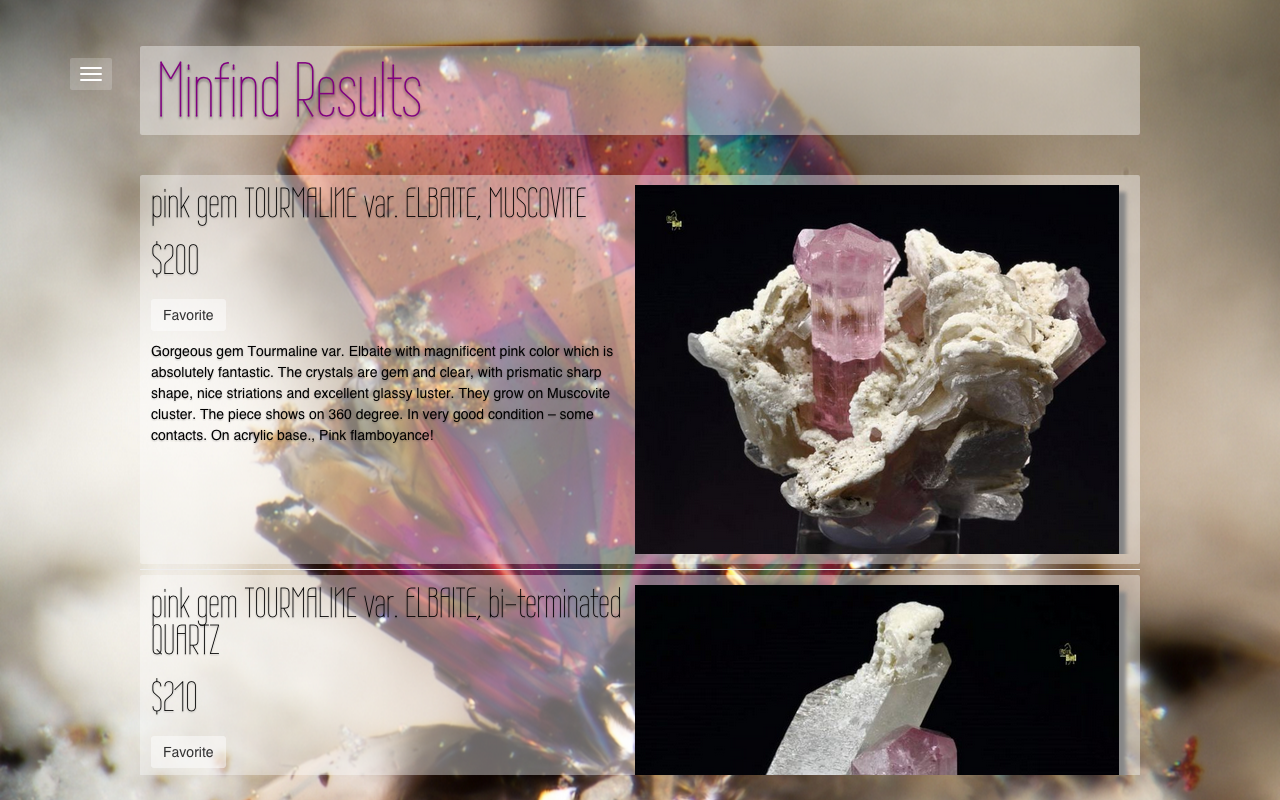 Minfind Results
pink gem TOURMALINE var. ELBAITE, MUSCOVITE
$200
Favorite
Gorgeous gem Tourmaline var. Elbaite with magnificent pink color which is
absolutely fantastic. The crystals are gem and clear, with prismatic sharp
shape, nice striations and excellent glassy luster. They grow on Muscovite
cluster. The piece shows on 360 degree. In very good condition – some
contacts. On acrylic base., Pink flamboyance!
pink gem TOURMALINE var. ELBAITE, bi-terminated
QUARTZ
$210
Favorite